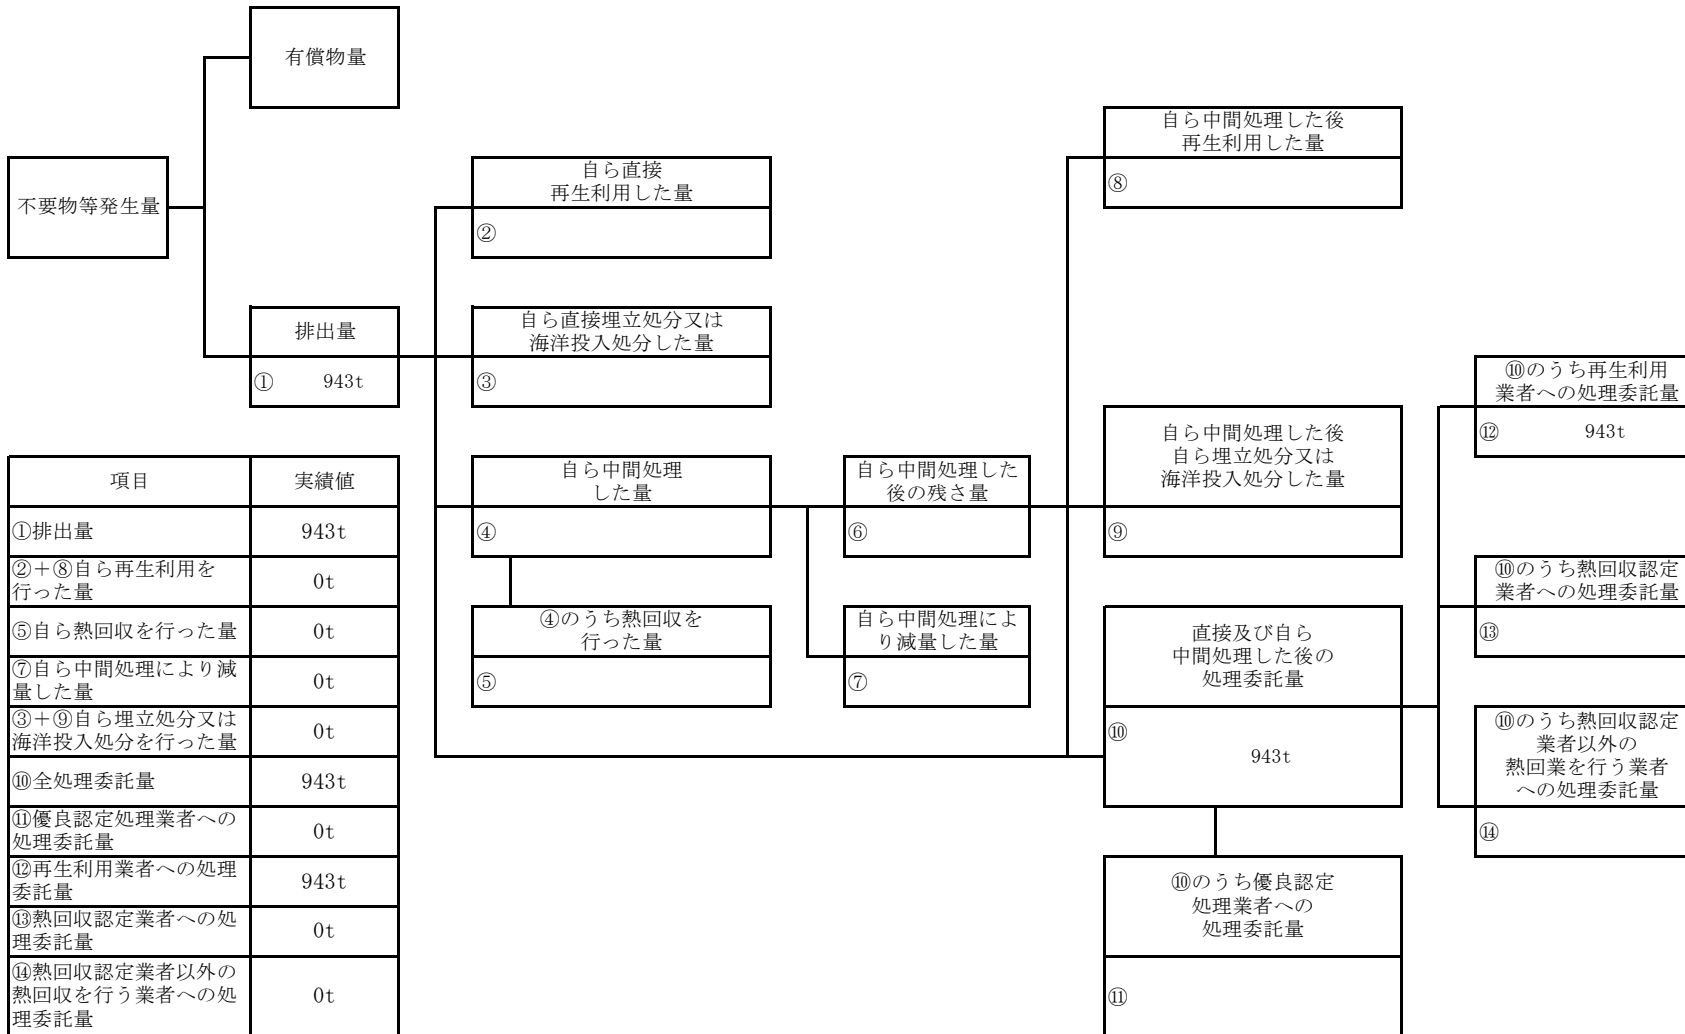 有償物量
不要物等発生量
排出量
① 943t
自ら直接
再生利用した量
②
自ら直接埋立処分又は
海洋投入処分した量
③
自ら中間処理
した量
④
④のうち熱回収を
行った量
⑤
自ら中間処理した
後の残さ量
⑥
自ら中間処理によ
り減量した量
⑦
自ら中間処理した後
再生利用した量
⑧
自ら中間処理した後
自ら埋立処分又は
海洋投入処分した量
⑨
直接及び自ら
中間処理した後の
処理委託量
⑩
943t
⑩のうち優良認定
処理業者への
処理委託量
⑪
⑩のうち再生利用
業者への処理委託量
⑫ 943t
⑩のうち熱回収認定
業者への処理委託量
⑬
⑩のうち熱回収認定
業者以外の
熱回業を行う業者
への処理委託量
⑭
項目 実績値
①排出量 943t
②＋⑧自ら再生利用を
行った量 0t
⑤自ら熱回収を行った量 0t
⑦自ら中間処理により減
量した量 0t
③＋⑨自ら埋立処分又は
海洋投入処分を行った量 0t
⑩全処理委託量 943t
⑪優良認定処理業者への
処理委託量 0t
⑫再生利用業者への処理
委託量 943t
⑬熱回収認定業者への処
理委託量 0t
⑭熱回収認定業者以外の
熱回収を行う業者への処
理委託量 0t